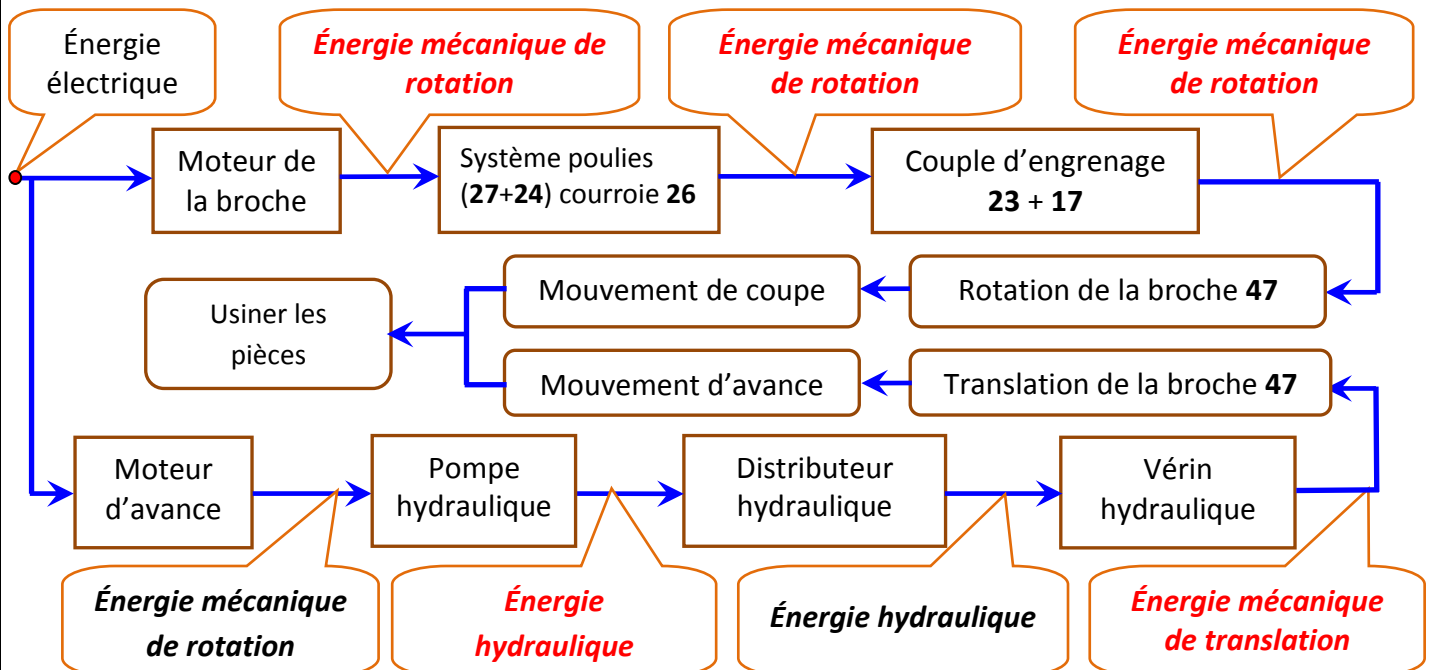 Énergie
électrique
Énergie mécanique de
rotation
Énergie mécanique
de rotation
Énergie mécanique
de rotation
Moteur de
la broche
Système poulies
(27+24) courroie 26
Couple d’engrenage
23 + 17
Usiner les
pièces
Mouvement de coupe
Rotation de la broche 47
Mouvement d’avance
Translation de la broche 47
Moteur
d’avance
Pompe
hydraulique
Distributeur
hydraulique
Vérin
hydraulique
Énergie mécanique
de rotation
Énergie
hydraulique
Énergie hydraulique
Énergie mécanique
de translation